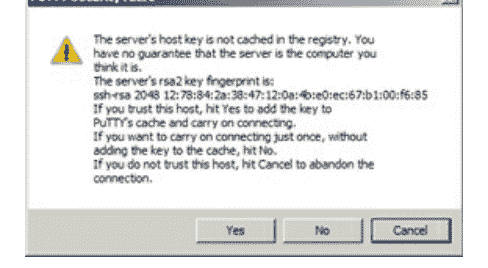 PuTTY Security Alert
The server's host key is not cached in the registry. You
have no guarantee that the server is the computer you
think it is.
The server's rsa2 key fingerprint is:
ssh-rsa 2048 12:78:84:2a:38:47:12:0a:4b:e0:ec:67:b1:00:f6:85
If you trust this host, hit Yes to add the key to
PuTTY's cache and carry on connecting.
If you want to carry on connecting just once, without
adding the key to the cache, hit No.
If you do not trust this host, hit Cancel to abandon the
connection.
Yes No Cancel